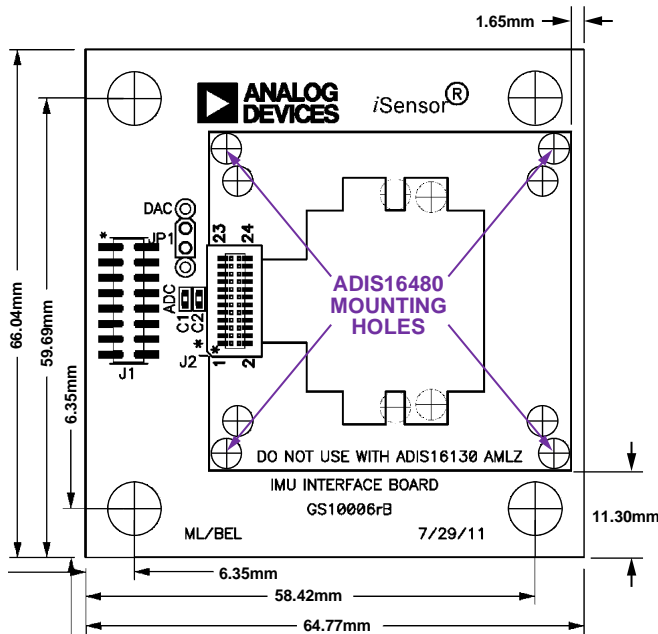 1.65mm
ANALOG
DEVICES
iSensor®
DAC
JP1
23 24
*
ADIS16480
MOUNTING
HOLES
ADC
C1
C2
*
*
1 2
J2
J1
66.04mm
59.69mm
6.35mm
DO NOT USE WITH ADIS16130 AMLZ
IMU INTERFACE BOARD
GS10006rB
ML/BEL 7/29/11
11.30mm
6.35mm
58.42mm
64.77mm